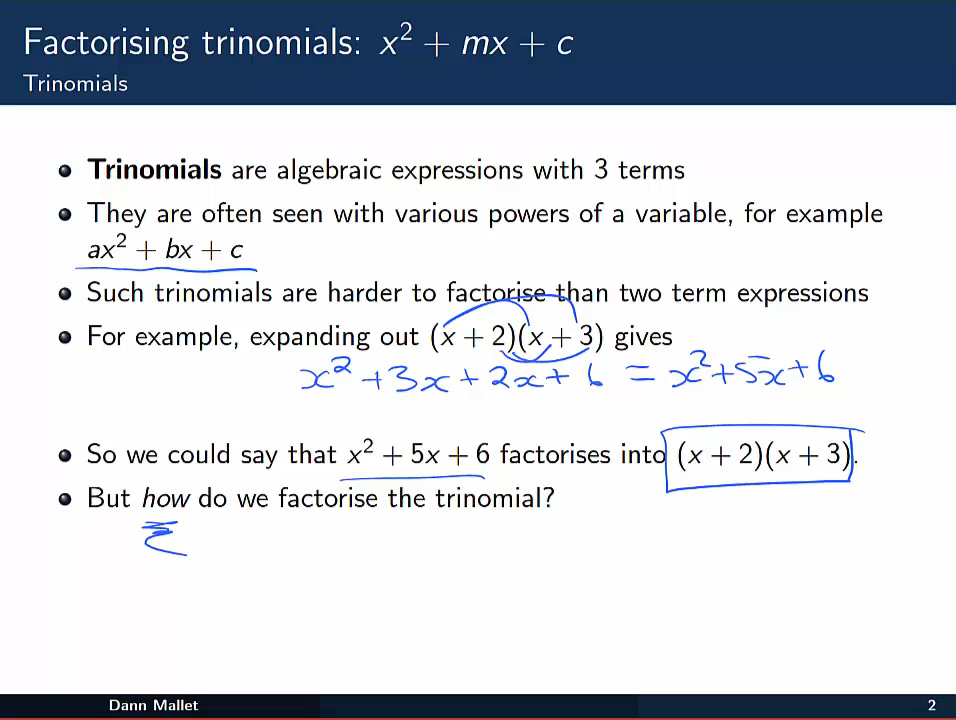 Factorising trinomials: x² + mx + c
Trinomials
Trinomials are algebraic expressions with 3 terms
They are often seen with various powers of a variable, for example
ax² + bx + c
Such trinomials are harder to factorise than two term expressions
For example, expanding out (x + 2)(x + 3) gives
x² + 3x + 2x + 6 = x² + 5x + 6
So we could say that x² + 5x + 6 factorises into (x + 2)(x + 3).
But how do we factorise the trinomial?
Dann Mallet 2